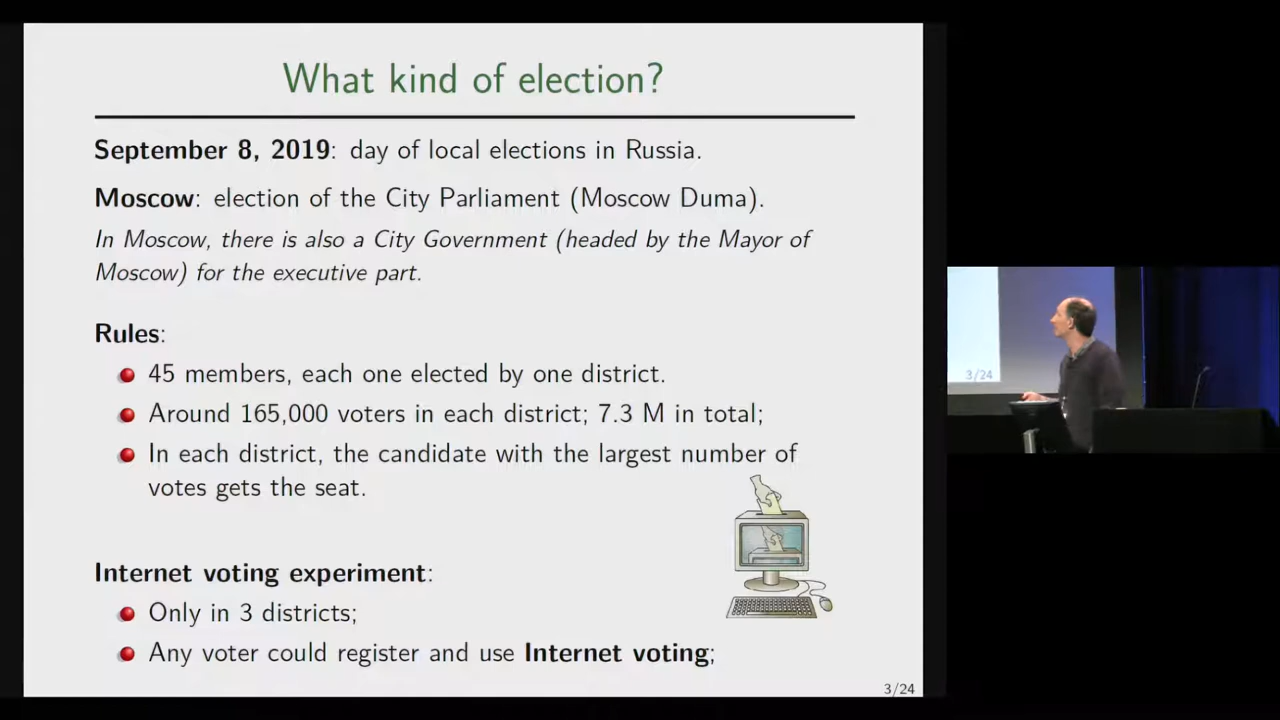 What kind of election?
September 8, 2019: day of local elections in Russia.
Moscow: election of the City Parliament (Moscow Duma).
In Moscow, there is also a City Government (headed by the Mayor of
Moscow) for the executive part.
Rules:
45 members, each one elected by one district.
Around 165,000 voters in each district; 7.3 M in total;
In each district, the candidate with the largest number of
votes gets the seat.
Internet voting experiment:
Only in 3 districts;
Any voter could register and use Internet voting;
3/24
3/24